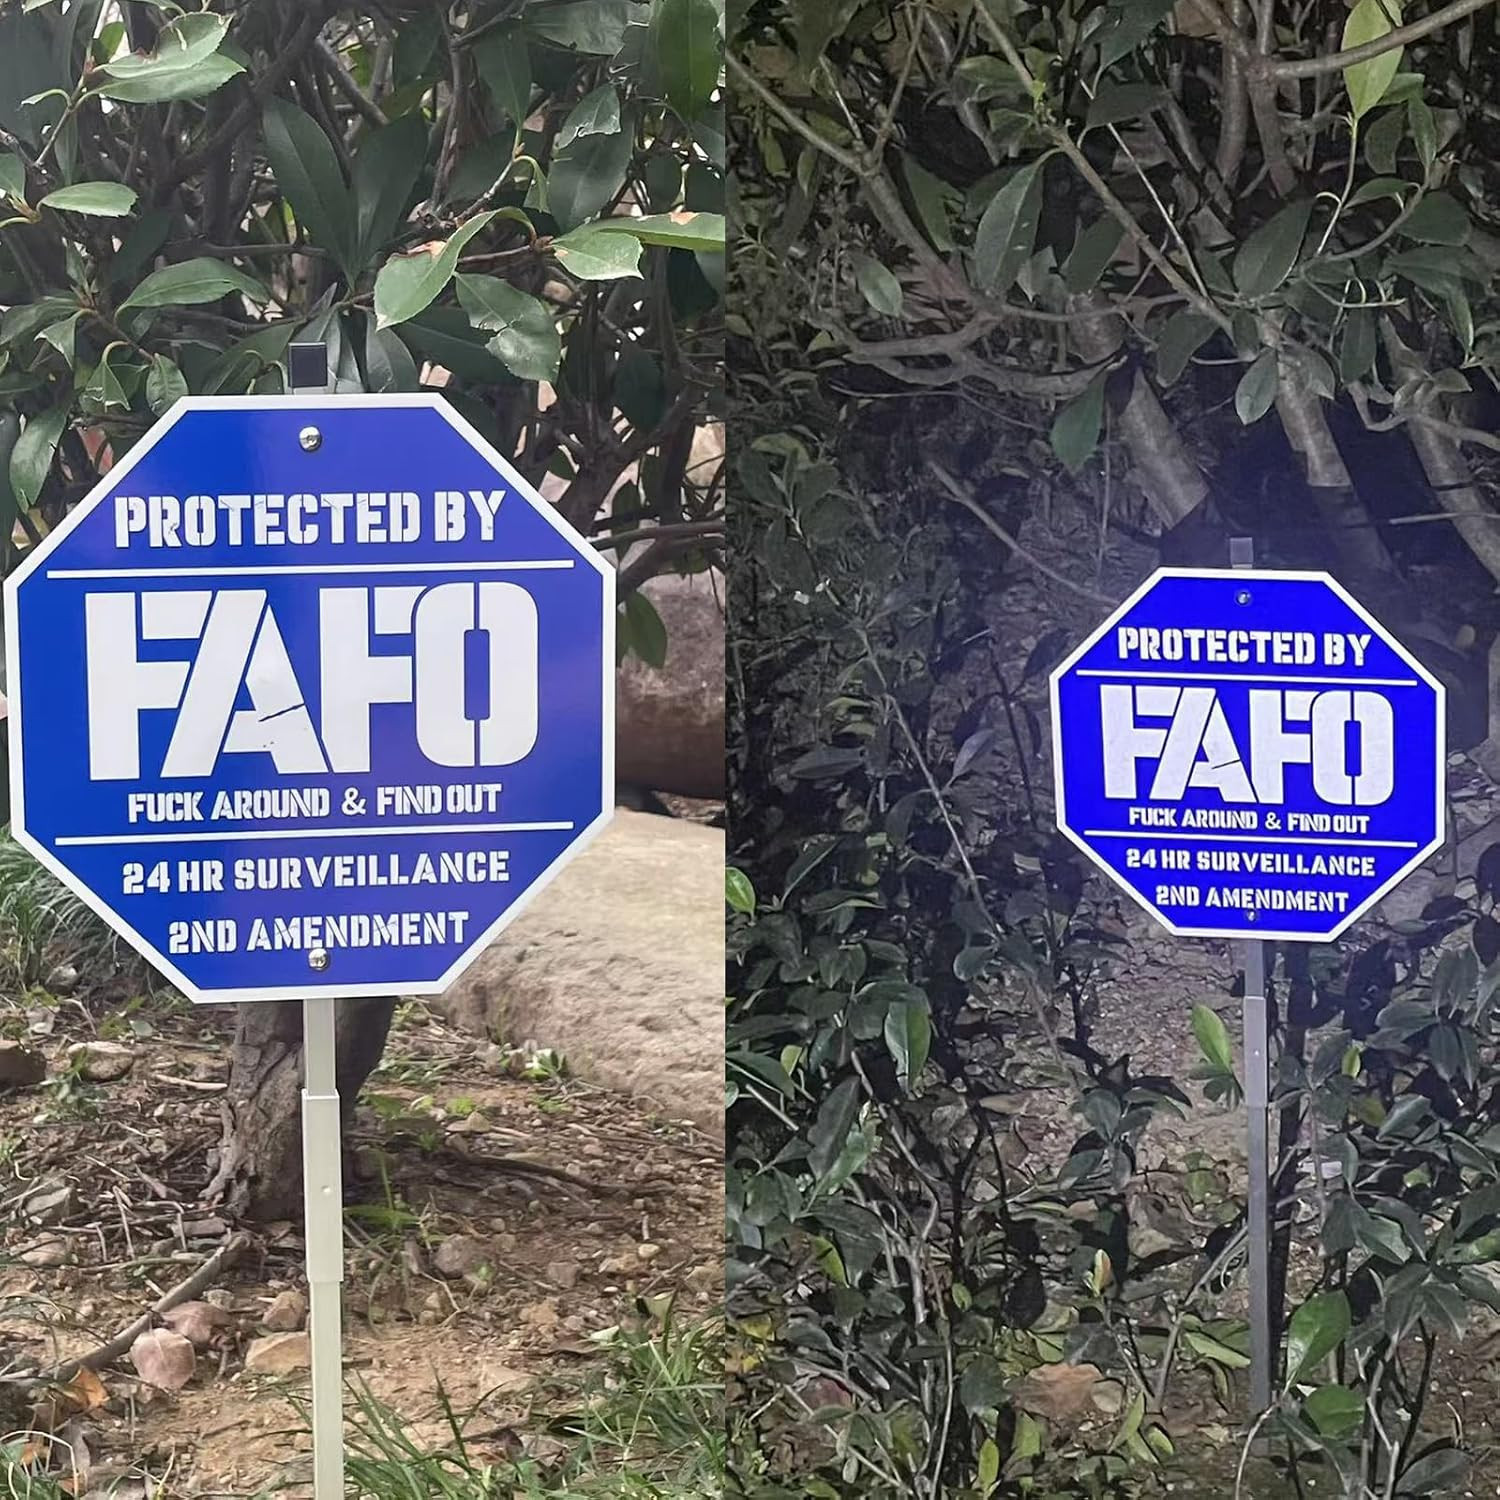 PROTECTED BY
FAFO
FUCK AROUND & FIND OUT
24 HR SURVEILLANCE
2ND AMENDMENT
PROTECTED BY
FAFO
FUCK AROUND & FIND OUT
24 HR SURVEILLANCE
2ND AMENDMENT